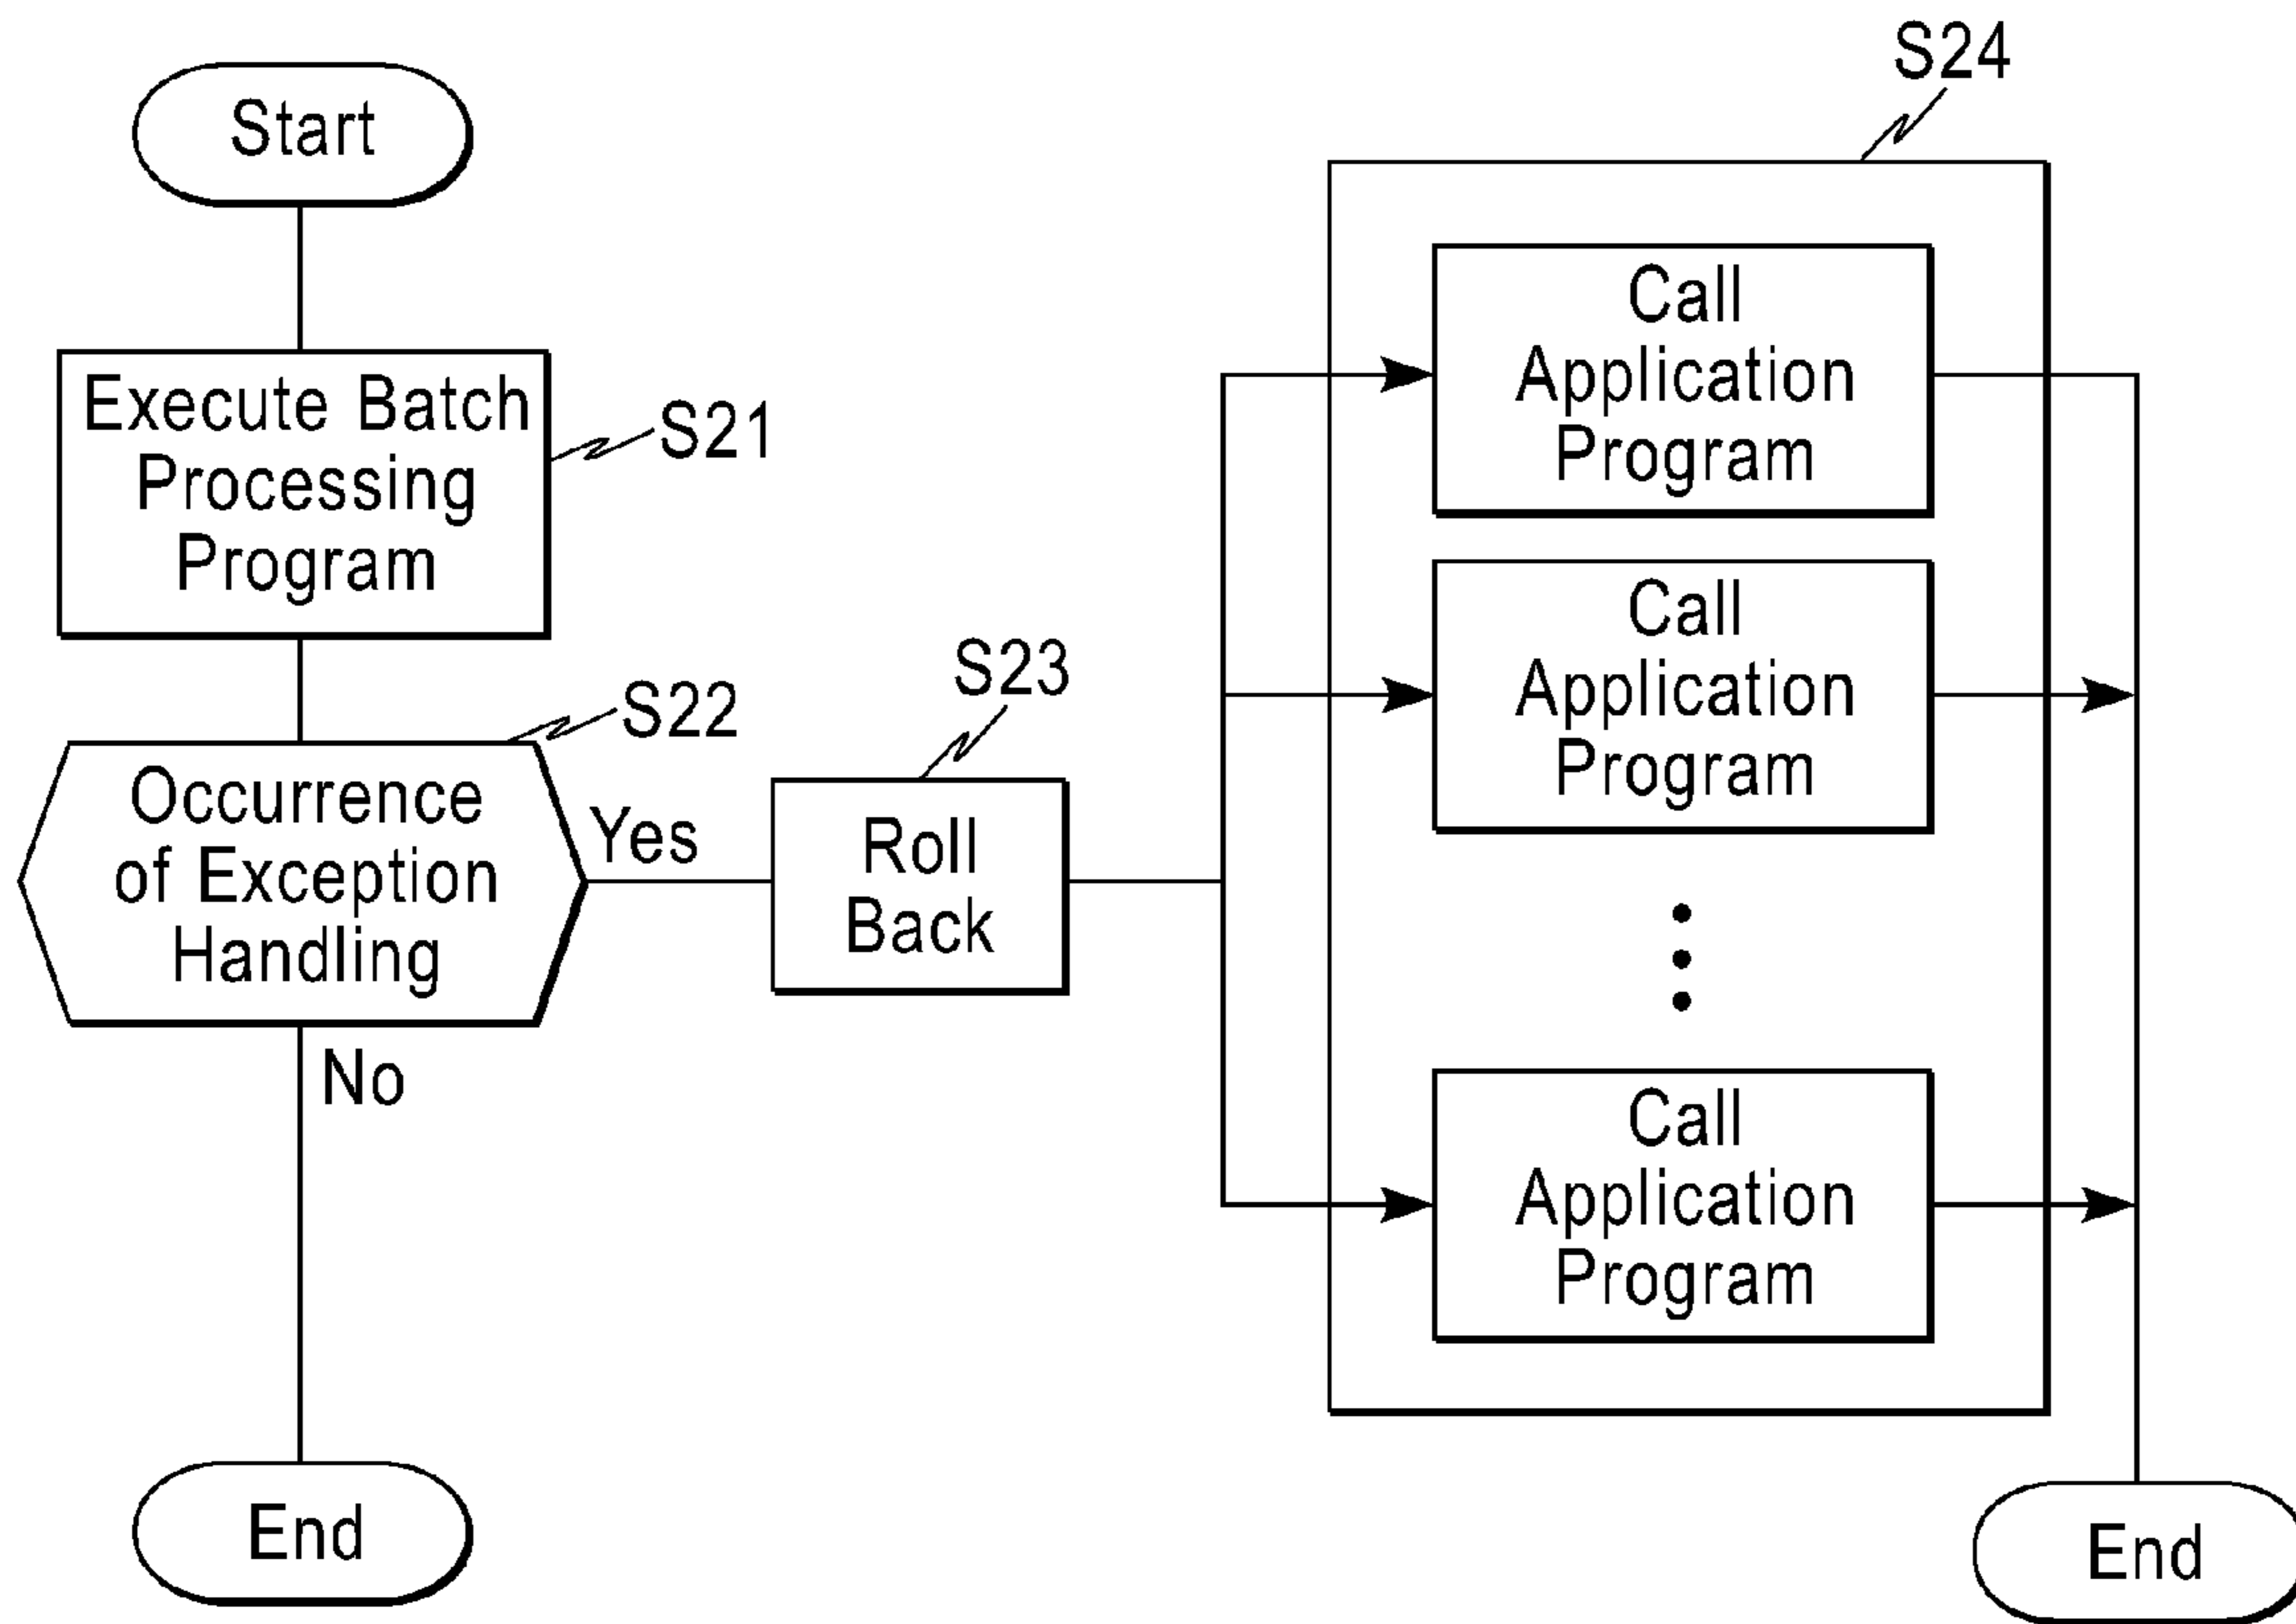 Start
Execute Batch
Processing
Program
S21
S22
Occurrence
of Exception
Handling
Yes
No
End
S23
Roll
Back
S24
Call
Application
Program
Call
Application
Program
Call
Application
Program
End